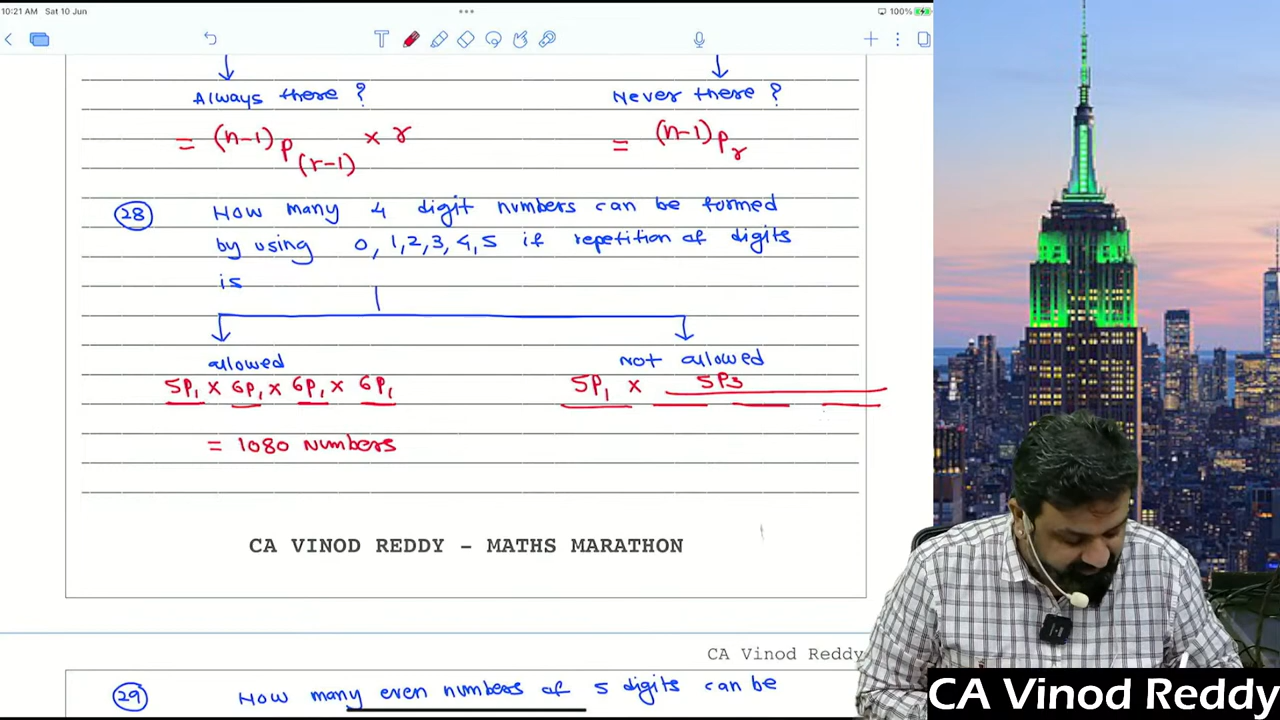 10:21 AM Sat 10 Jun
100%
Always there ?
Never there ?
= (n-1)P(r-1) × r
= (n-1)Pr
28 How many 4 digit numbers can be formed
by using 0, 1, 2, 3, 4, 5 if repetition of digits
is
allowed
not allowed
5P1 × 6P1 × 6P1 × 6P1
5P1 × 5P3
= 1080 Numbers
CA VINOD REDDY - MATHS MARATHON
CA Vinod Reddy
29 How many even numbers of 5 digits can be
CA Vinod Reddy